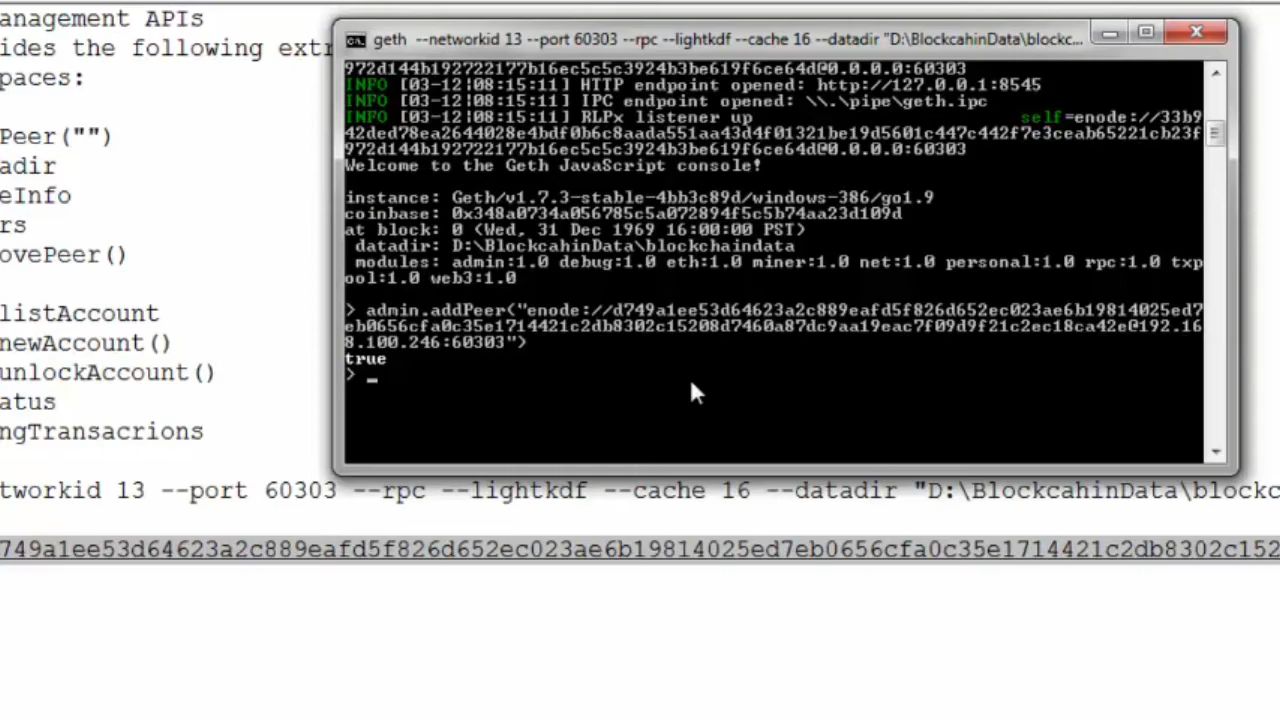 anagement APIs
ides the following extr
paces:
Peer("")
adir
eInfo
rs
ovePeer()
listAccount
newAccount()
unlockAccount()
atus
ngTransacrions
tworkid 13 --port 60303 --rpc --lightkdf --cache 16 --datadir "D:\BlockcahinData\blockc
749a1ee53d64623a2c889eafd5f826d652ec023ae6b19814025ed7eb0656cfa0c35e1714421c2db8302c152
geth --networkid 13 --port 60303 --rpc --lightkdf --cache 16 --datadir "D:\BlockcahinData\blockc...
972d144b192722177b16ec5c5c3924b3be619f6ce64d@0.0.0.0:60303
INFO [03-12|08:15:11] HTTP endpoint opened: http://127.0.0.1:8545
INFO [03-12|08:15:11] IPC endpoint opened: \\.\pipe\geth.ipc
INFO [03-12|08:15:11] RLPx listener up self=enode://33b9
42ded78ea2644028e4bdf0b6c8aada551aa43d4f01321be19d5601c447c442f7e3ceab65221cb23f
972d144b192722177b16ec5c5c3924b3be619f6ce64d@0.0.0.0:60303
Welcome to the Geth JavaScript console!
instance: Geth/v1.7.3-stable-4bb3c89d/windows-386/go1.9
coinbase: 0x348a0734a056785c5a072894f5c5b74aa23d109d
at block: 0 (Wed, 31 Dec 1969 16:00:00 PST)
datadir: D:\BlockcahinData\blockchaindata
modules: admin:1.0 debug:1.0 eth:1.0 miner:1.0 net:1.0 personal:1.0 rpc:1.0 txp
ool:1.0 web3:1.0
> admin.addPeer("enode://d749a1ee53d64623a2c889eafd5f826d652ec023ae6b19814025ed7
eb0656cfa0c35e1714421c2db8302c15208d7460a87dc9aa19eac7f09d9f21c2ec18ca42e@192.16
8.100.246:60303")
true
>